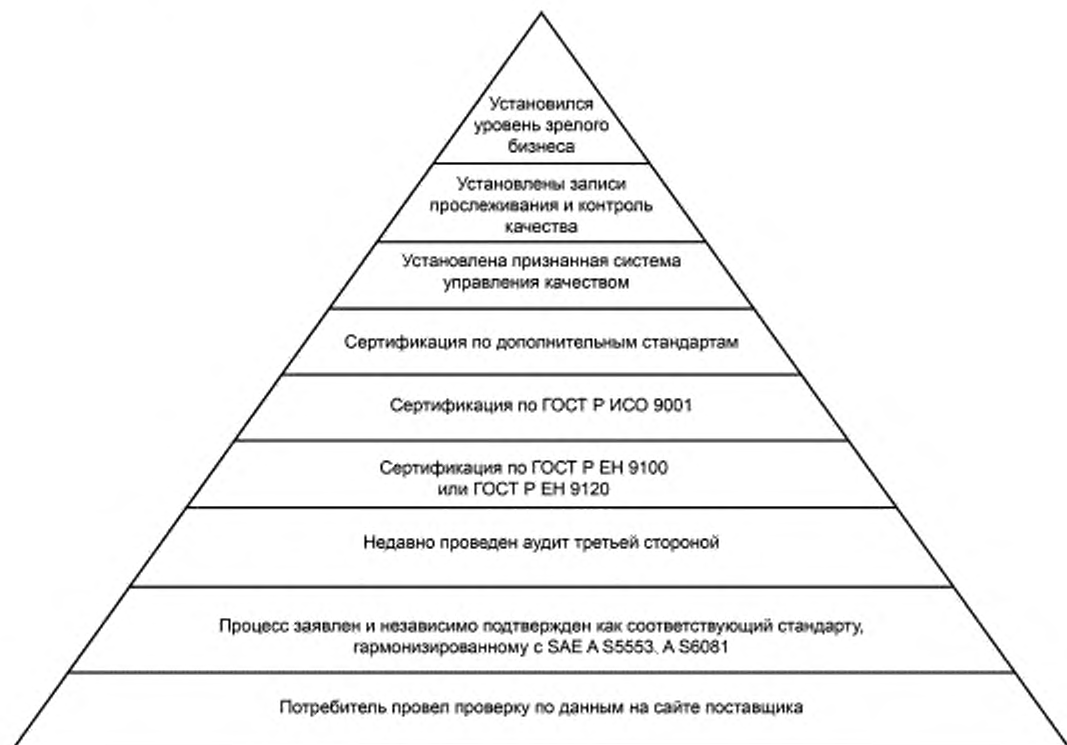 Установился
уровень зрелого
бизнеса
Установлены записи
прослеживания и контроль
качества
Установлена признанная система
управления качеством
Сертификация по дополнительным стандартам
Сертификация по ГОСТ Р ИСО 9001
Сертификация по ГОСТ Р ЕН 9100
или ГОСТ Р ЕН 9120
Недавно проведен аудит третьей стороной
Процесс заявлен и независимо подтвержден как соответствующий стандарту,
гармонизированному с SAE A S5553, A S6081
Потребитель провел проверку по данным на сайте поставщика